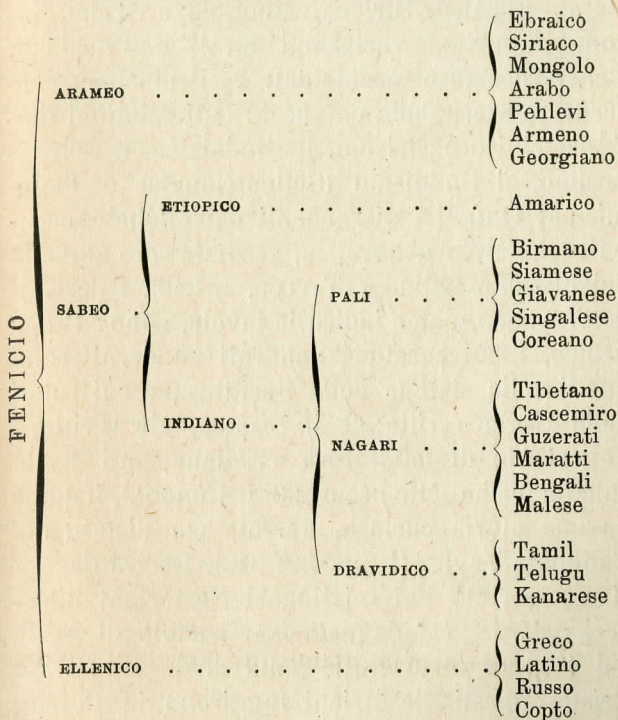 FENICIO
ARAMEO
Ebraico
Siriaco
Mongolo
Arabo
Pehlevi
Armeno
Georgiano
SABEO
ETIOPICO
Amarico
INDIANO
PALI
Birmano
Siamese
Giavanese
Singalese
Coreano
NAGARI
Tibetano
Cascemiro
Guzerati
Maratti
Bengali
Malese
DRAVIDICO
Tamil
Telugu
Kanarese
ELLENICO
Greco
Latino
Russo
Copto